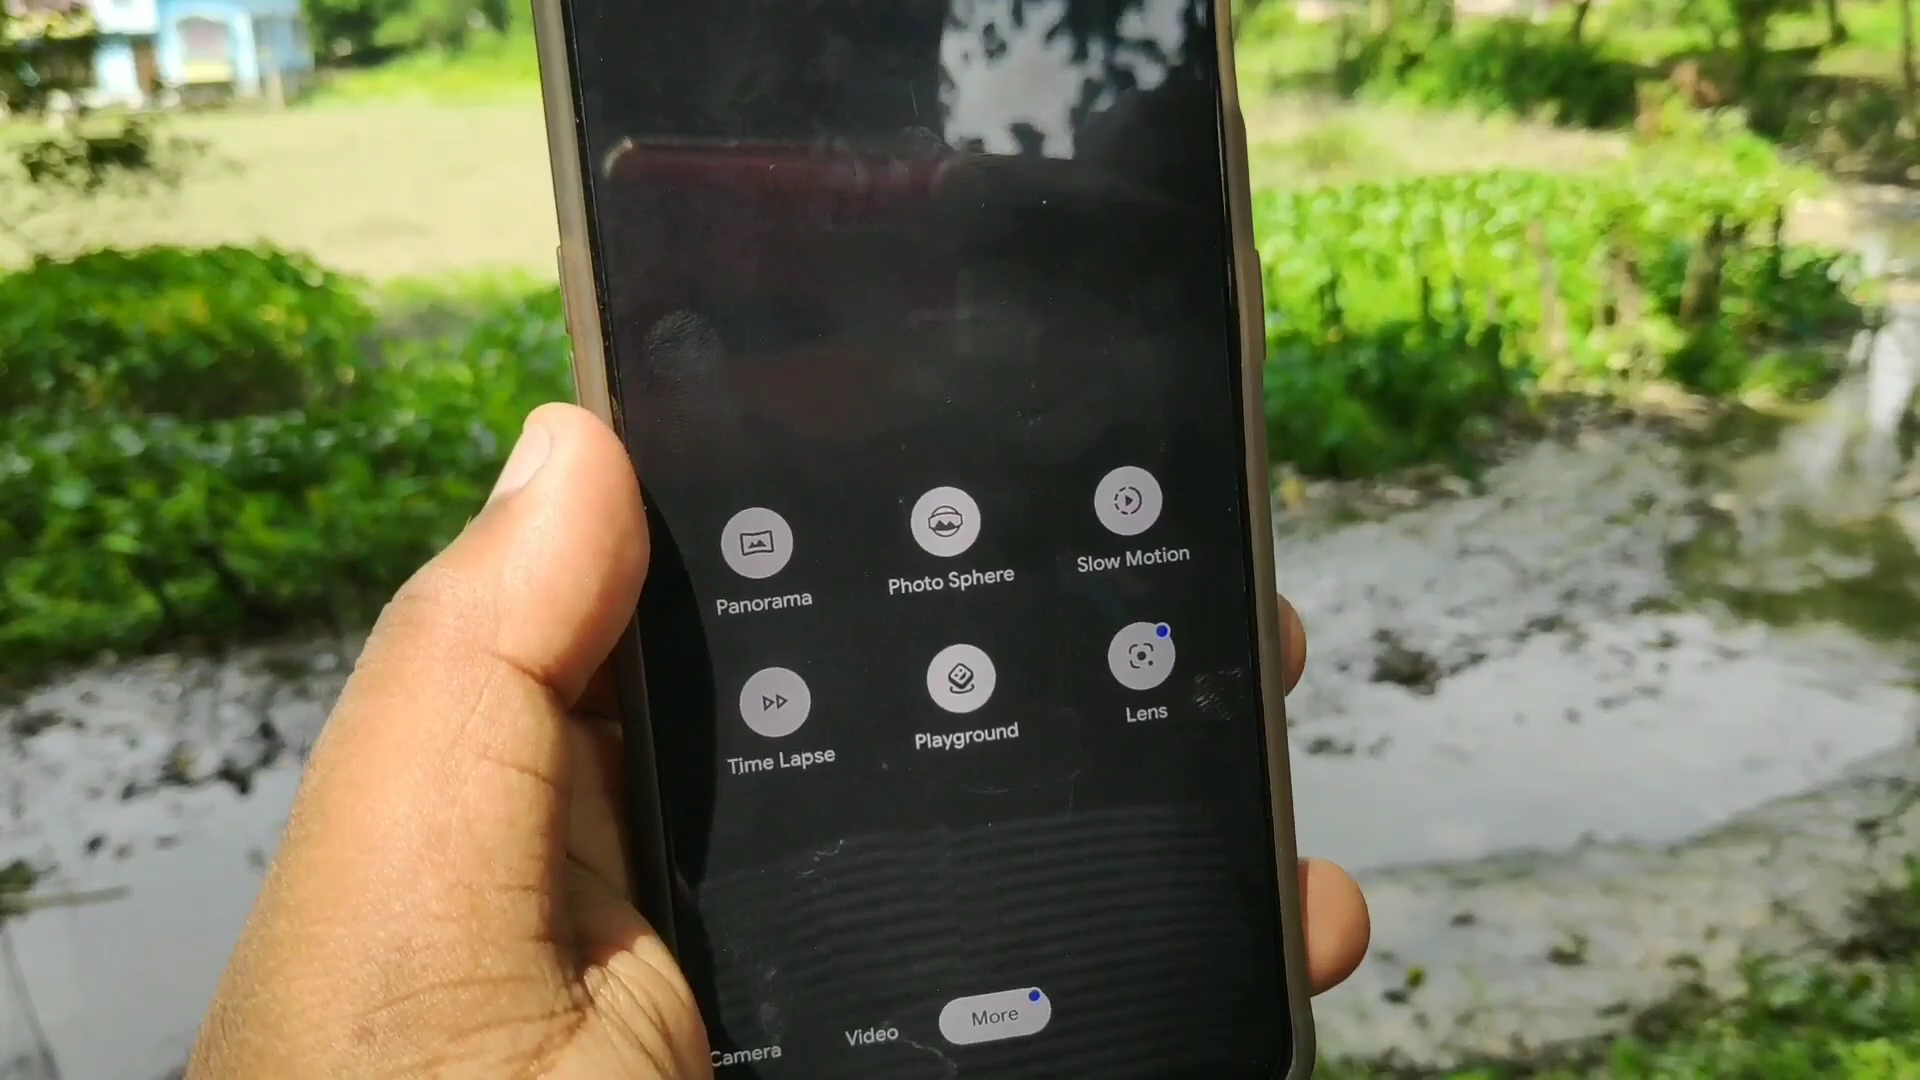 Panorama
Photo Sphere
Slow Motion
Time Lapse
Playground
Lens
Camera
Video
More